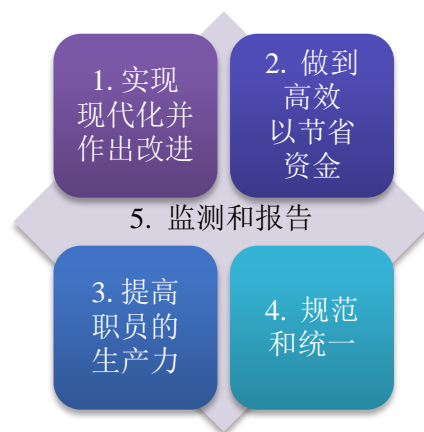 1. 实现
现代化并
作出改进
2. 做到
高效
以节省
资金
5. 监测和报告
3. 提高
职员的
生产力
4. 规范
和统一